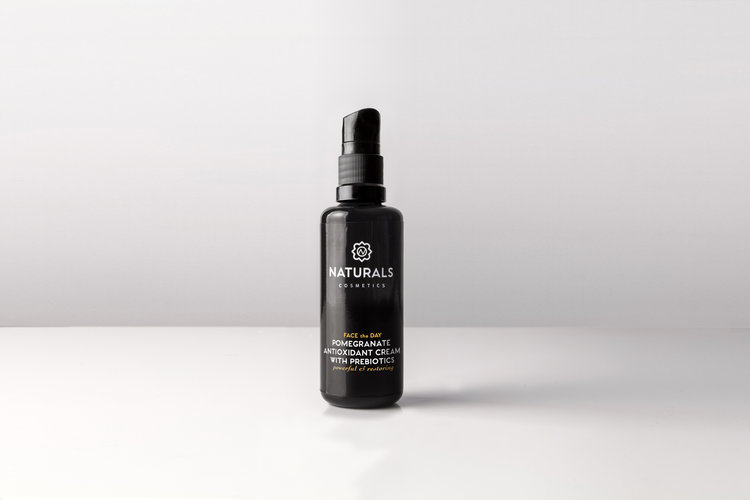 NATURALS
COSMETICS
FACE the DAY
POMEGRANATE
ANTIOXIDANT CREAM
WITH PREBIOTICS
powerful & restoring